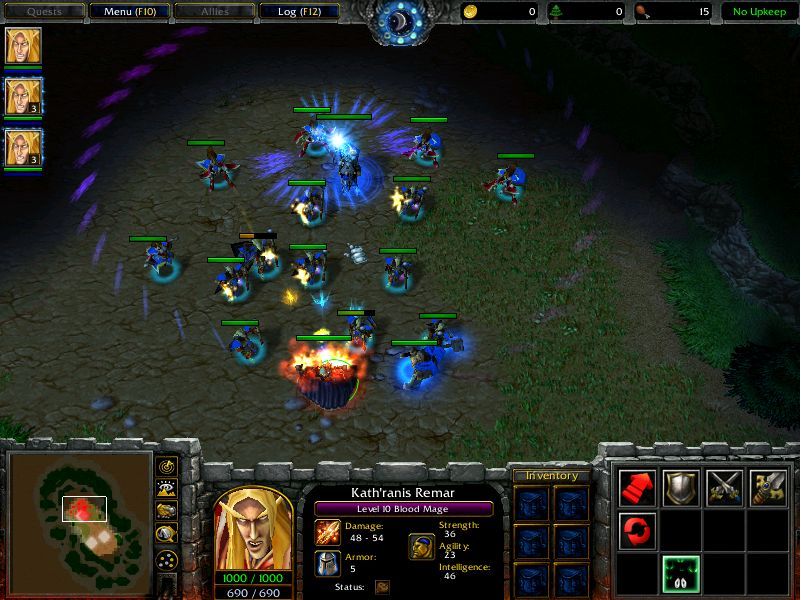 Quests
Menu (F10)
Allies
Log (F12)
0
0
15
No Upkeep
3
3
Kath'ranis Remar
Level 10 Blood Mage
Damage:
48 - 54
Armor:
5
Strength:
36
Agility:
23
Intelligence:
46
Status:
1000 / 1000
690 / 690
Inventory